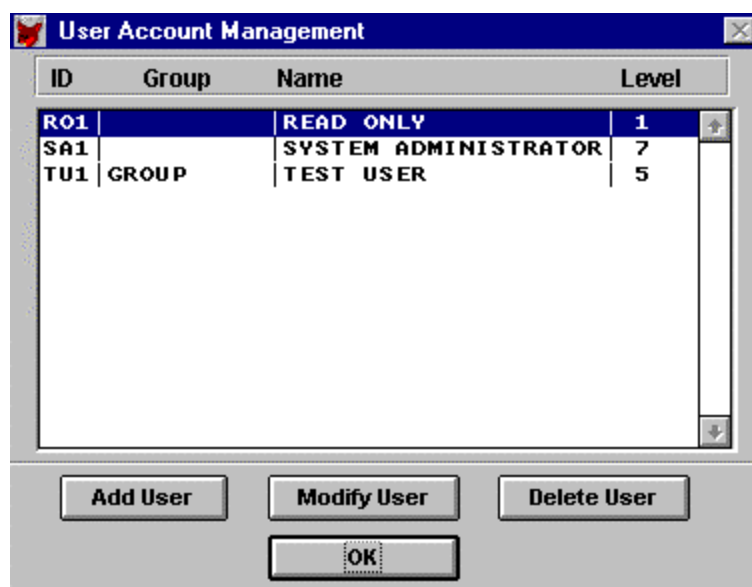 User Account Management
ID Group Name Level
RO1 | | READ ONLY | 1
SA1 | | SYSTEM ADMINISTRATOR | 7
TU1 | GROUP | TEST USER | 5
Add User Modify User Delete User
OK